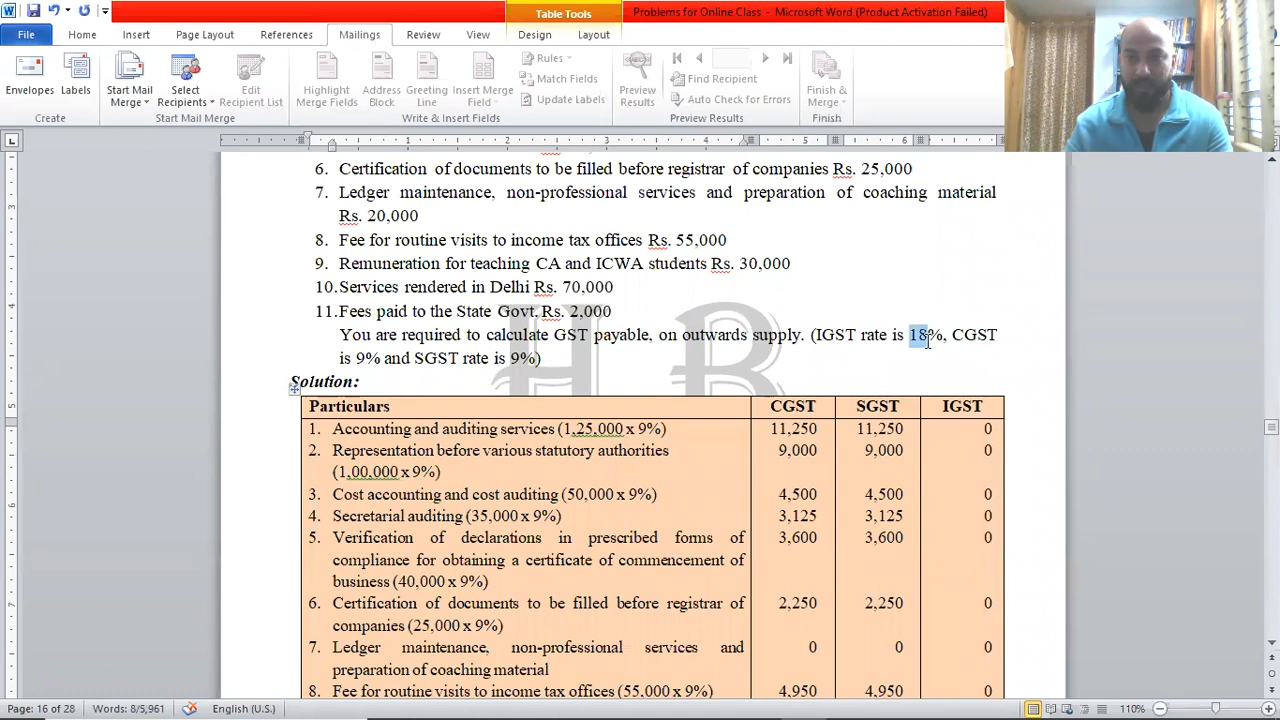 Table Tools
Problems for Online Class - Microsoft Word (Product Activation Failed)
File Home Insert Page Layout References Mailings Review View Design Layout
Envelopes Labels Start Mail Merge Select Recipients Edit Recipient List Highlight Merge Fields Address Block Greeting Line Insert Merge Field Rules Match Fields Update Labels Preview Results Find Recipient Auto Check for Errors Finish & Merge
Create Start Mail Merge Write & Insert Fields Preview Results Finish
6. Certification of documents to be filled before registrar of companies Rs. 25,000
7. Ledger maintenance, non-professional services and preparation of coaching material
Rs. 20,000
8. Fee for routine visits to income tax offices Rs. 55,000
9. Remuneration for teaching CA and ICWA students Rs. 30,000
10. Services rendered in Delhi Rs. 70,000
11. Fees paid to the State Govt. Rs. 2,000
You are required to calculate GST payable, on outwards supply. (IGST rate is 18%, CGST
is 9% and SGST rate is 9%)
H B
Solution:
Particulars CGST SGST IGST
1. Accounting and auditing services (1,25,000 x 9%) 11,250 11,250 0
2. Representation before various statutory authorities 9,000 9,000 0
(1,00,000 x 9%)
3. Cost accounting and cost auditing (50,000 x 9%) 4,500 4,500 0
4. Secretarial auditing (35,000 x 9%) 3,125 3,125 0
5. Verification of declarations in prescribed forms of 3,600 3,600 0
compliance for obtaining a certificate of commencement of
business (40,000 x 9%)
6. Certification of documents to be filled before registrar of 2,250 2,250 0
companies (25,000 x 9%)
7. Ledger maintenance, non-professional services and 0 0 0
preparation of coaching material
8. Fee for routine visits to income tax offices (55,000 x 9%) 4,950 4,950 0
Page: 16 of 28 Words: 8/5,961 English (U.S.) 110%